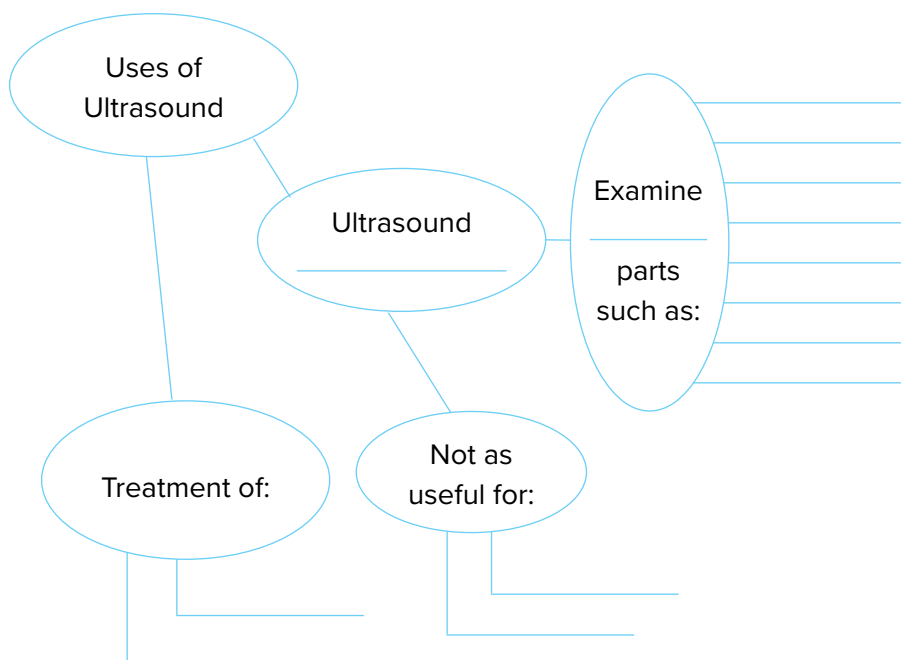 Uses of
Ultrasound
Ultrasound
Examine
parts
such as:
Treatment of:
Not as
useful for: